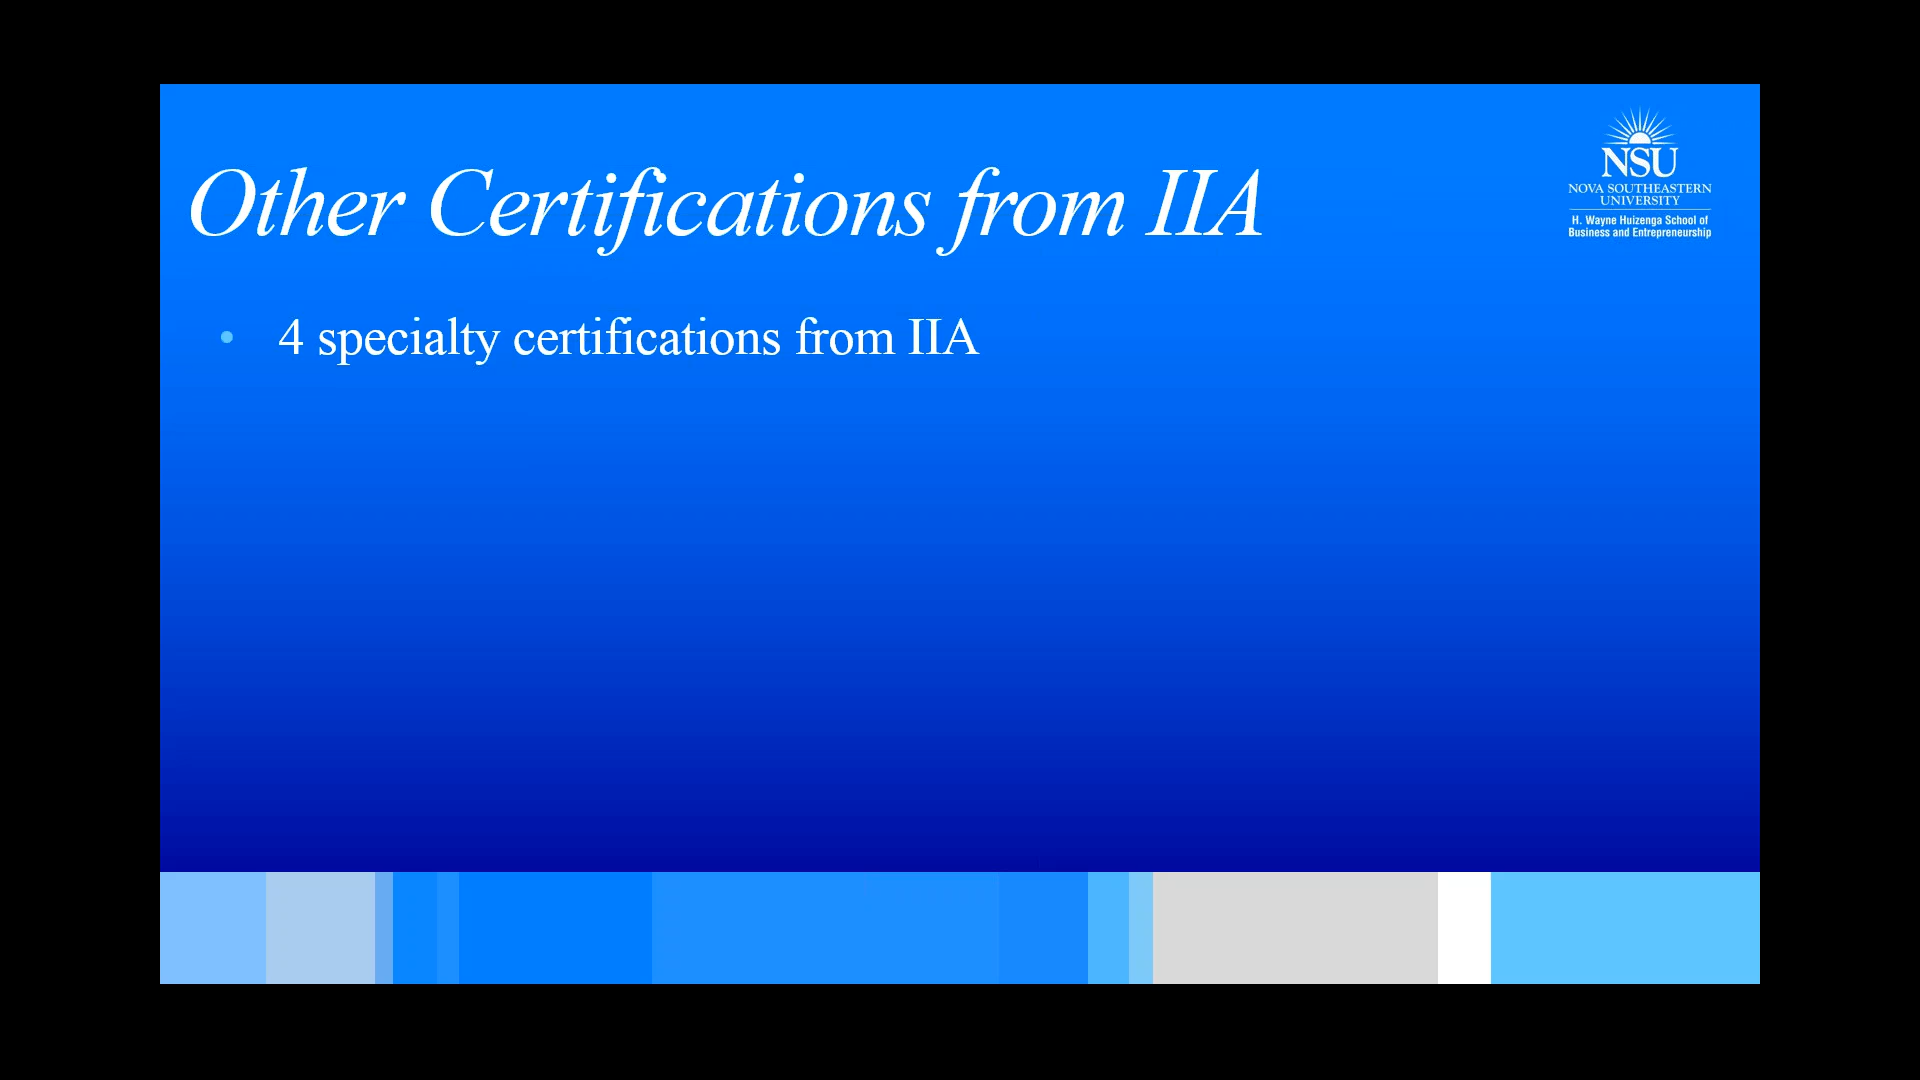 Other Certifications from IIA
NSU
NOVA SOUTHEASTERN
UNIVERSITY
H. Wayne Huizenga School of
Business and Entrepreneurship
• 4 specialty certifications from IIA